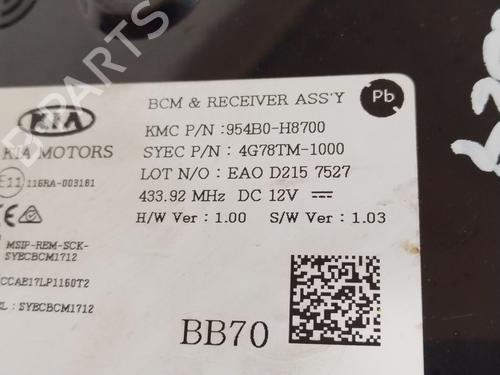 BCM & RECEIVER ASS'Y
Pb
KIA
KMC P/N : 954B0-H8700
KIA MOTORS
SYEC P/N : 4G78TM-1000
LOT N/O : EAO D215 7527
E11 116RA-003181
433.92 MHz DC 12V
H/W Ver : 1.00 S/W Ver : 1.03
MSIP-REM-SCK-
SYECBCM1712
CCAE17LP1160T2
EL : SYECBCM1712
BB70
B PARTS